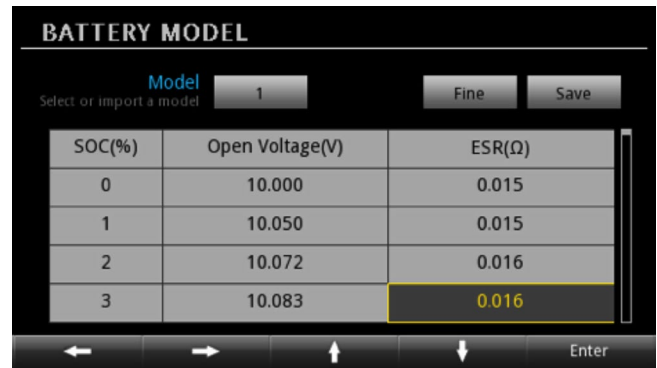 BATTERY MODEL
Model
Select or import a model
1
Fine
Save
SOC(%) Open Voltage(V) ESR(Ω)
0 10.000 0.015
1 10.050 0.015
2 10.072 0.016
3 10.083 0.016
Enter